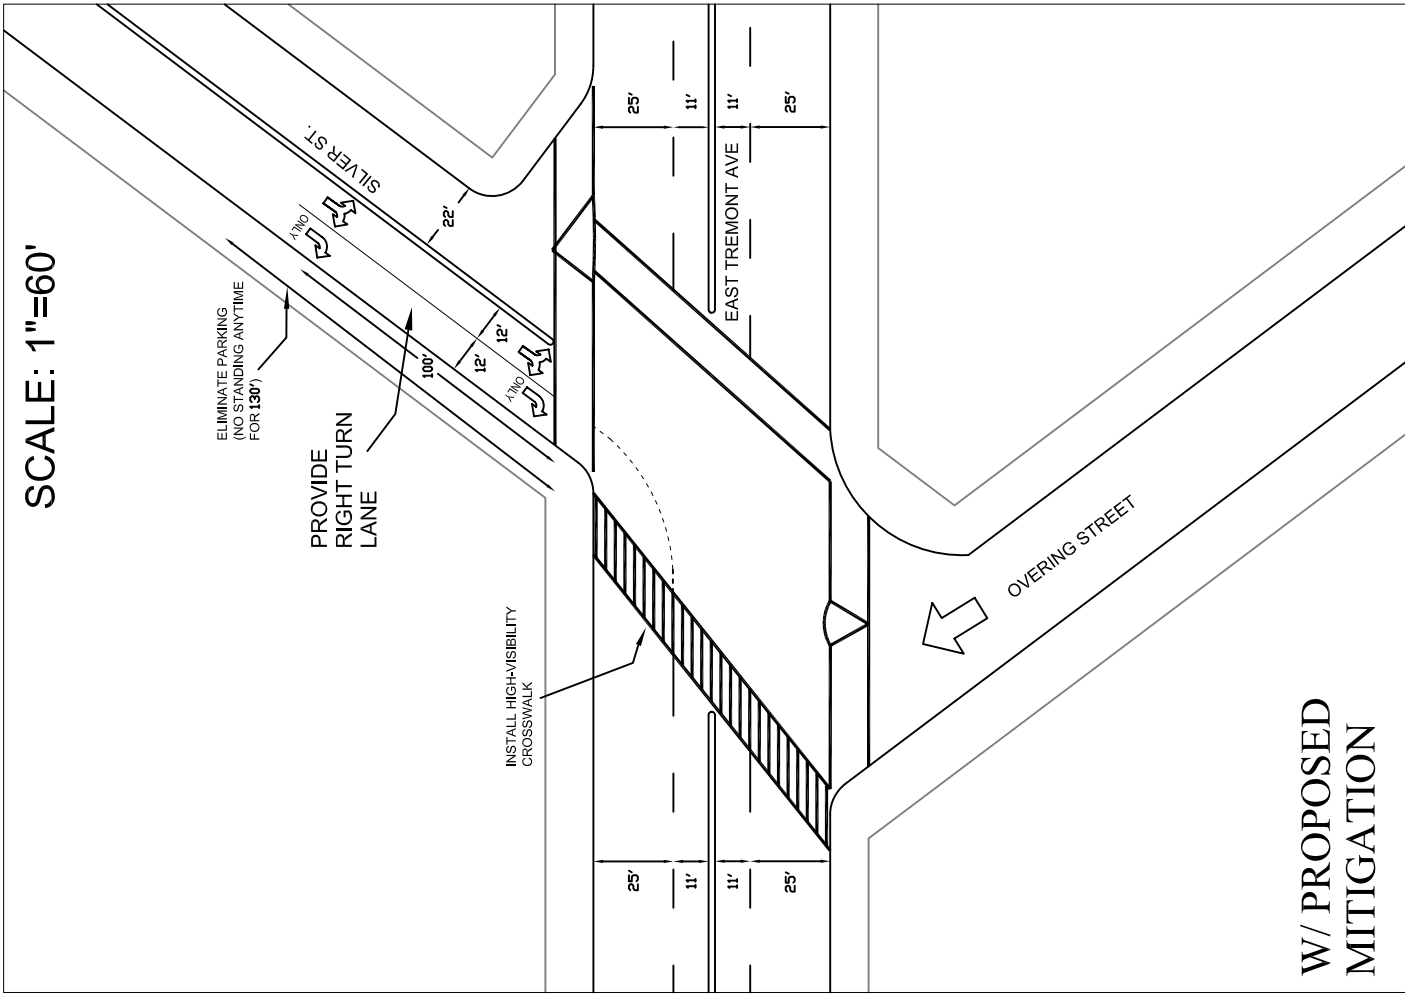 SCALE: 1"=60'
ELIMINATE PARKING
(NO STANDING ANYTIME
FOR 130')
PROVIDE
RIGHT TURN
LANE
SILVER ST.
ONLY
22'
100'
12'
12'
ONLY
25'
11'
11'
25'
EAST TREMONT AVE
INSTALL HIGH-VISIBILITY
CROSSWALK
OVERING STREET
25'
11'
11'
25'
W/ PROPOSED
MITIGATION